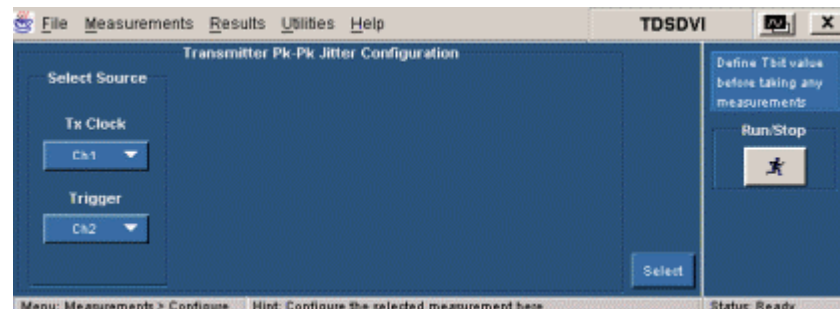 File Measurements Results Utilities Help TDSDVI X
Transmitter Pk-Pk Jitter Configuration
Select Source
Tx Clock
Ch1
Trigger
Ch2
Select
Define Tbit value
before taking any
measurements
Run/Stop
Menu: Measurements > Configure Hint: Configure the selected measurement here Status: Ready